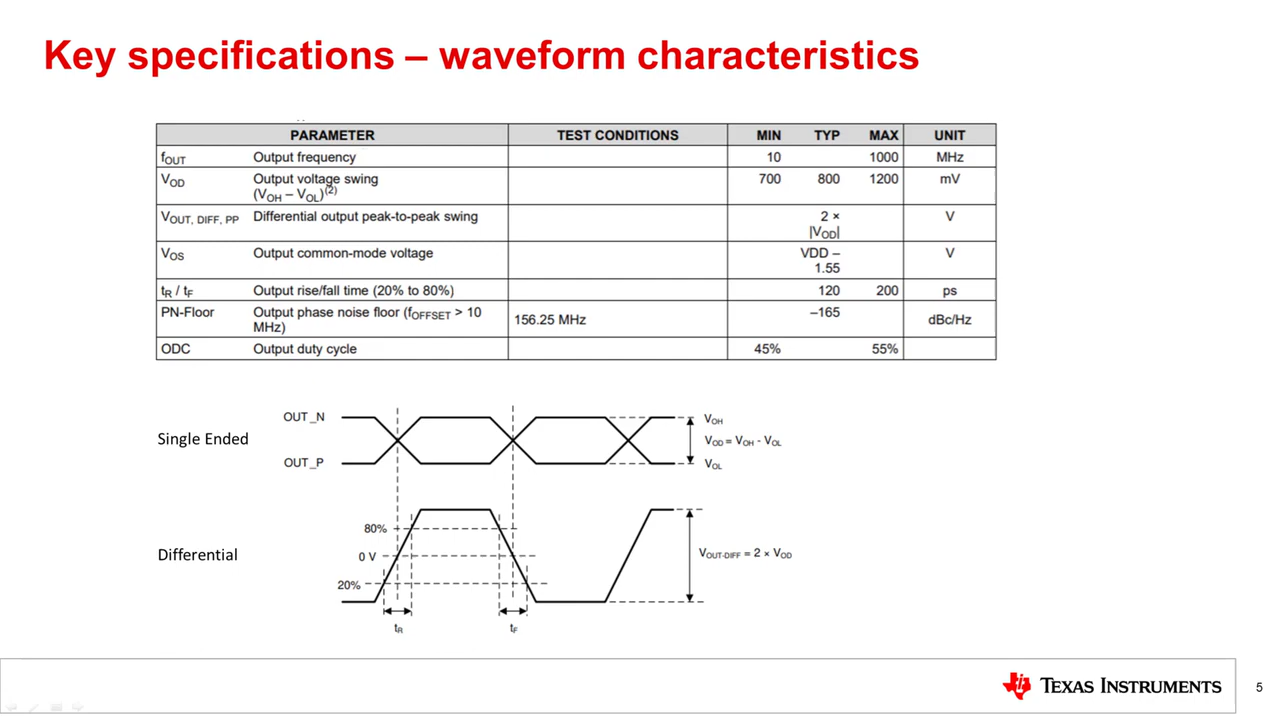 Key specifications – waveform characteristics
PARAMETER TEST CONDITIONS MIN TYP MAX UNIT
fOUT Output frequency 10 1000 MHz
VOD Output voltage swing 700 800 1200 mV
(VOH – VOL)(2)
VOUT, DIFF, PP Differential output peak-to-peak swing 2 × V
|VOD|
VOS Output common-mode voltage VDD – V
1.55
tR / tF Output rise/fall time (20% to 80%) 120 200 ps
PN-Floor Output phase noise floor (fOFFSET > 10 156.25 MHz –165 dBc/Hz
MHz)
ODC Output duty cycle 45% 55%
OUT_N
VOH
Single Ended
VOD = VOH - VOL
OUT_P
VOL
80%
Differential
0 V
VOUT-DIFF = 2 × VOD
20%
tR tF
TEXAS INSTRUMENTS
5